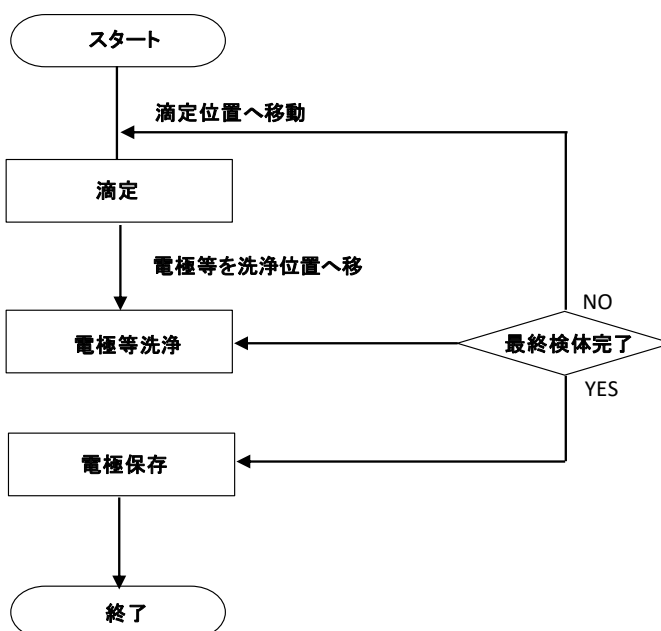 スタート
滴定位置へ移動
滴定
電極等を洗浄位置へ移
NO
電極等洗浄
最終検体完了
YES
電極保存
終了